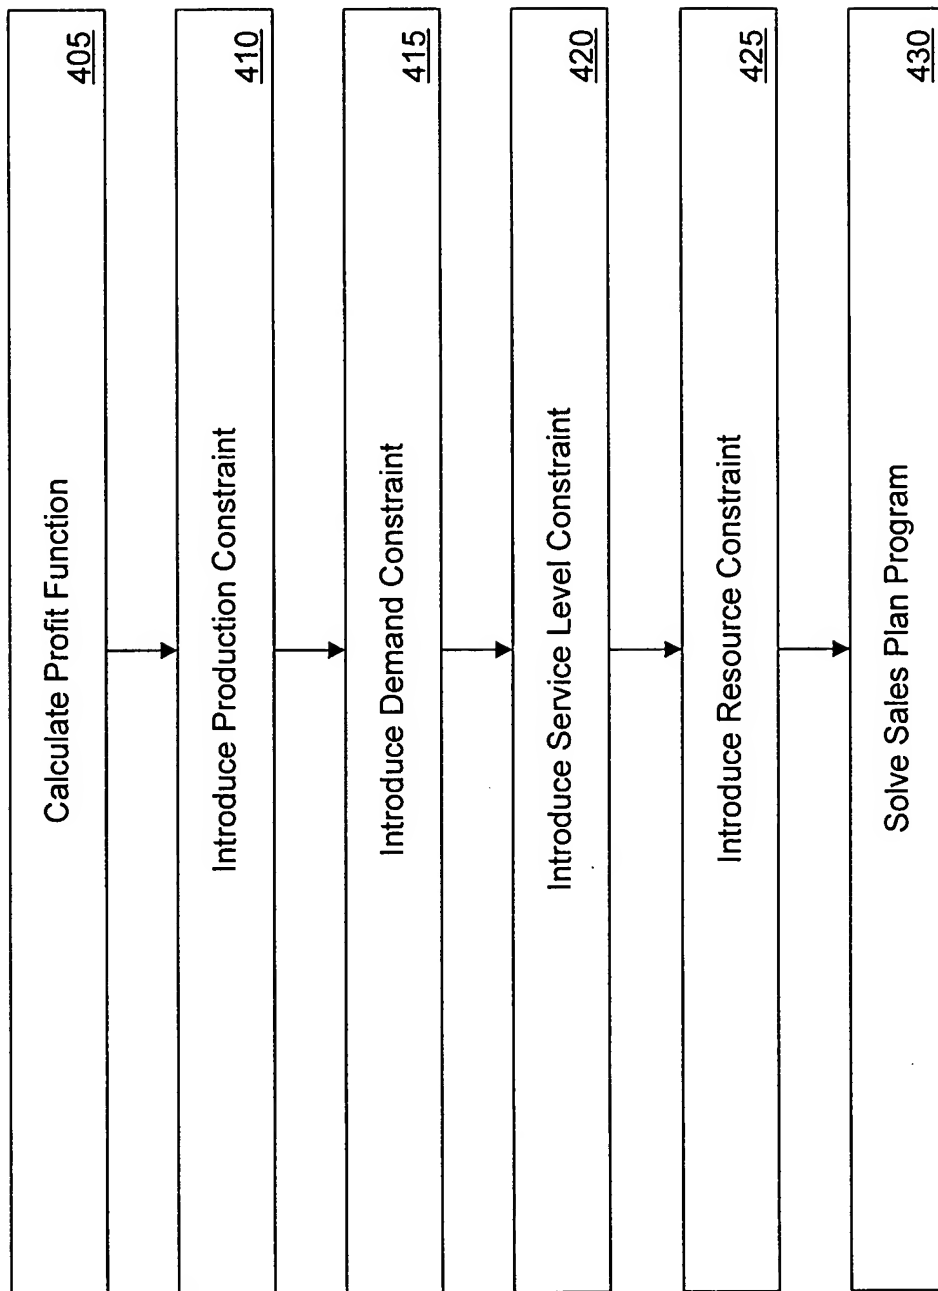 Calculate Profit Function
405
Introduce Production Constraint
410
Introduce Demand Constraint
415
Introduce Service Level Constraint
420
Introduce Resource Constraint
425
Solve Sales Plan Program
430